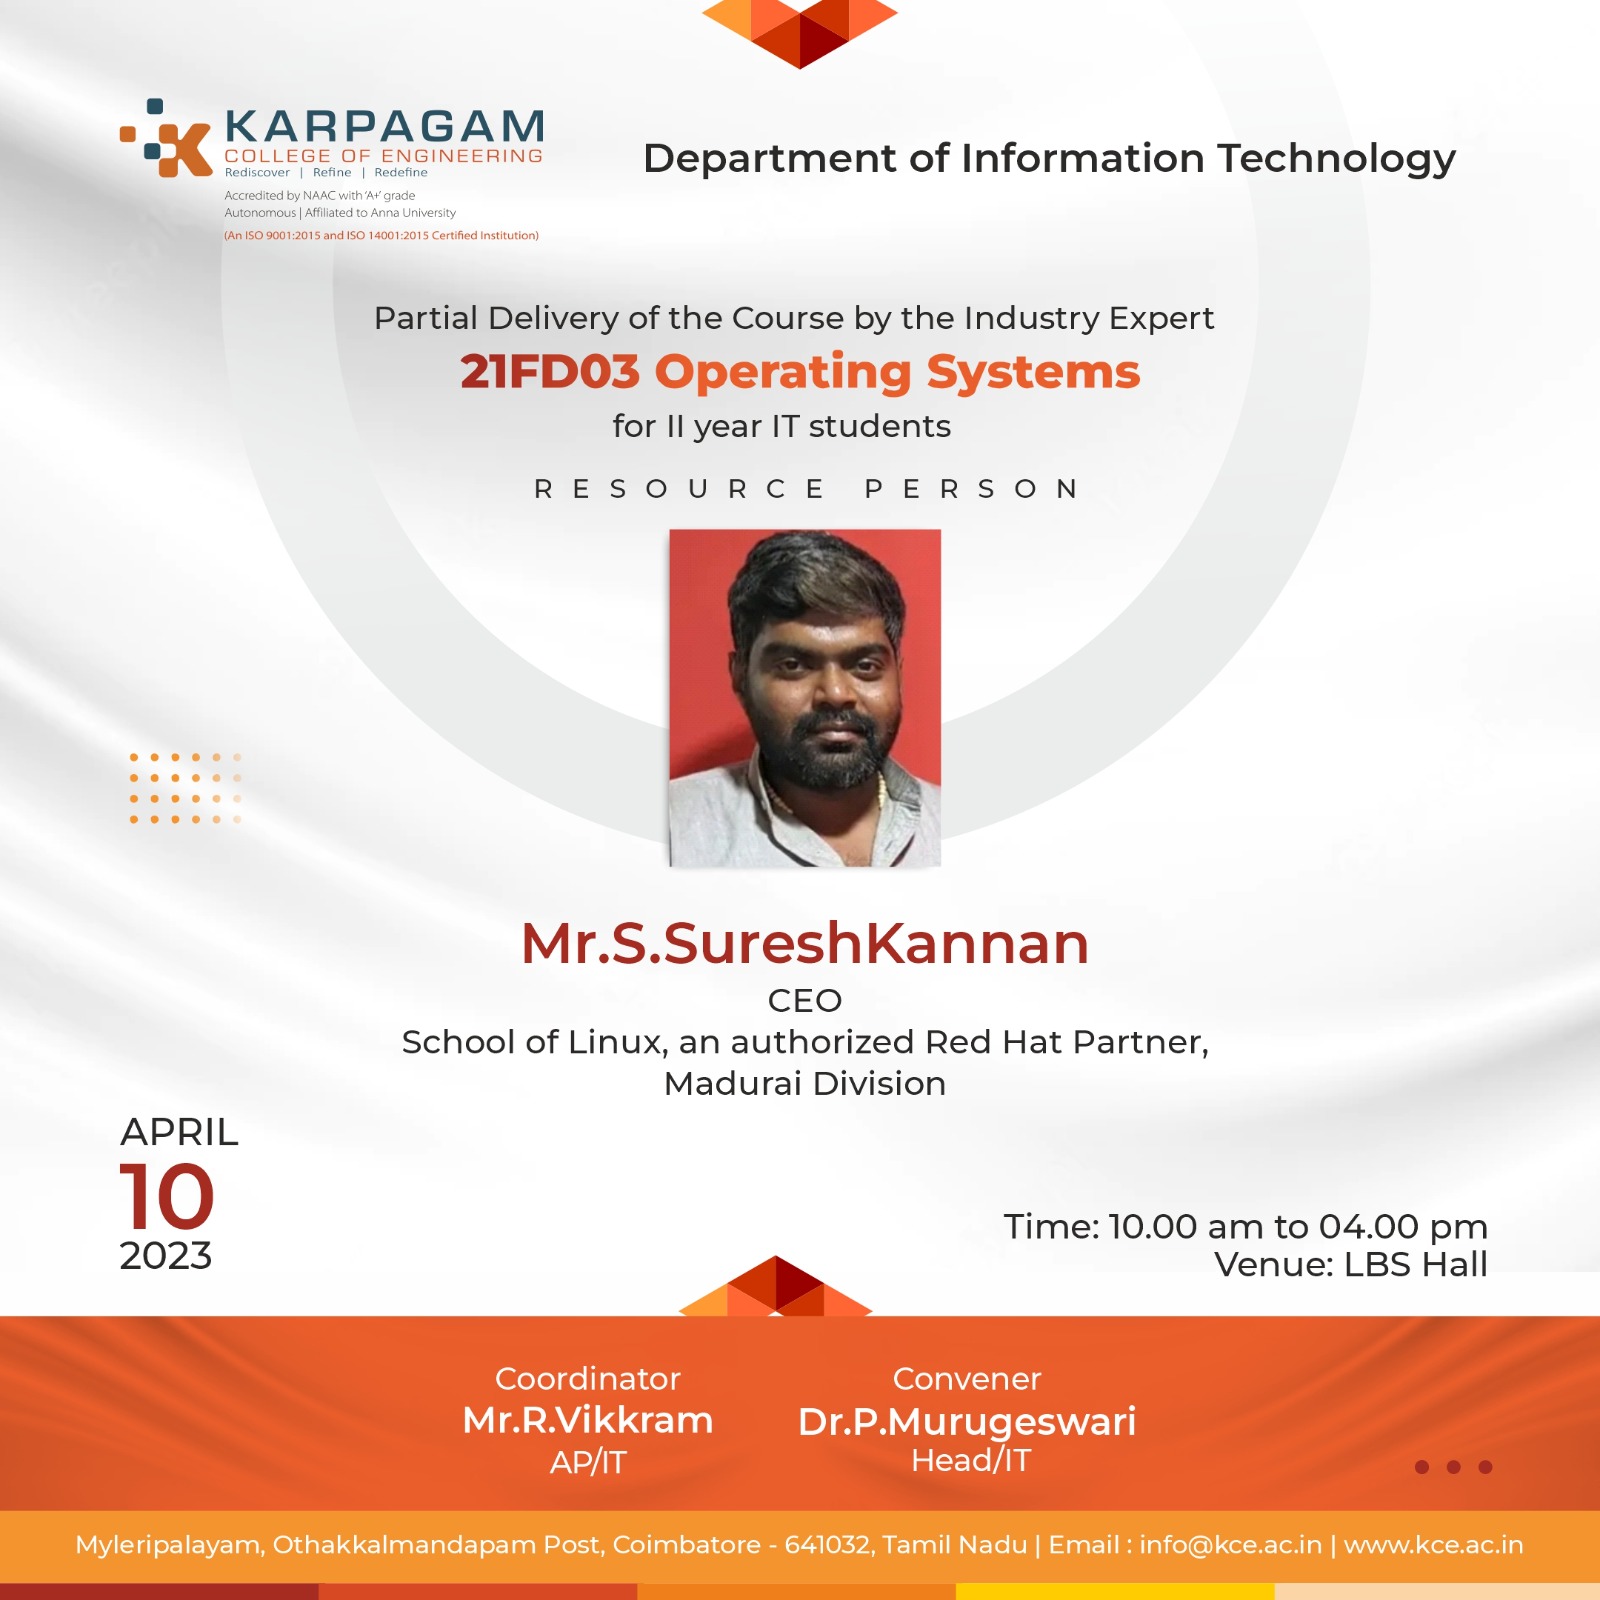 KARPAGAM
COLLEGE OF ENGINEERING
Rediscover | Refine | Redefine
Accredited by NAAC with 'A+' grade
Autonomous | Affiliated to Anna University
(An ISO 9001:2015 and ISO 14001:2015 Certified Institution)
Department of Information Technology
Partial Delivery of the Course by the Industry Expert
21FD03 Operating Systems
for II year IT students
RESOURCE PERSON
Mr.S.SureshKannan
CEO
School of Linux, an authorized Red Hat Partner,
Madurai Division
APRIL
10
2023
Time: 10.00 am to 04.00 pm
Venue: LBS Hall
Coordinator
Mr.R.Vikkram
AP/IT
Convener
Dr.P.Murugeswari
Head/IT
Myleripalayam, Othakkalmandapam Post, Coimbatore - 641032, Tamil Nadu | Email : info@kce.ac.in | www.kce.ac.in